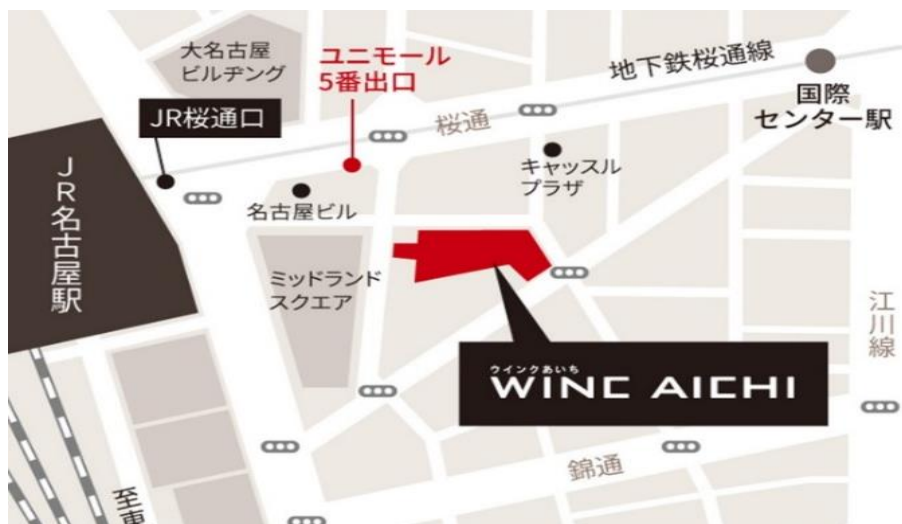 大名古屋
ビルヂング
ユニモール
5番出口
地下鉄桜通線
国際
センター駅
JR桜通口
桜通
キャッスル
プラザ
名古屋ビル
JR名古屋駅
ミッドランド
スクエア
江川線
ウインクあいち
WINC AICHI
錦通
至東